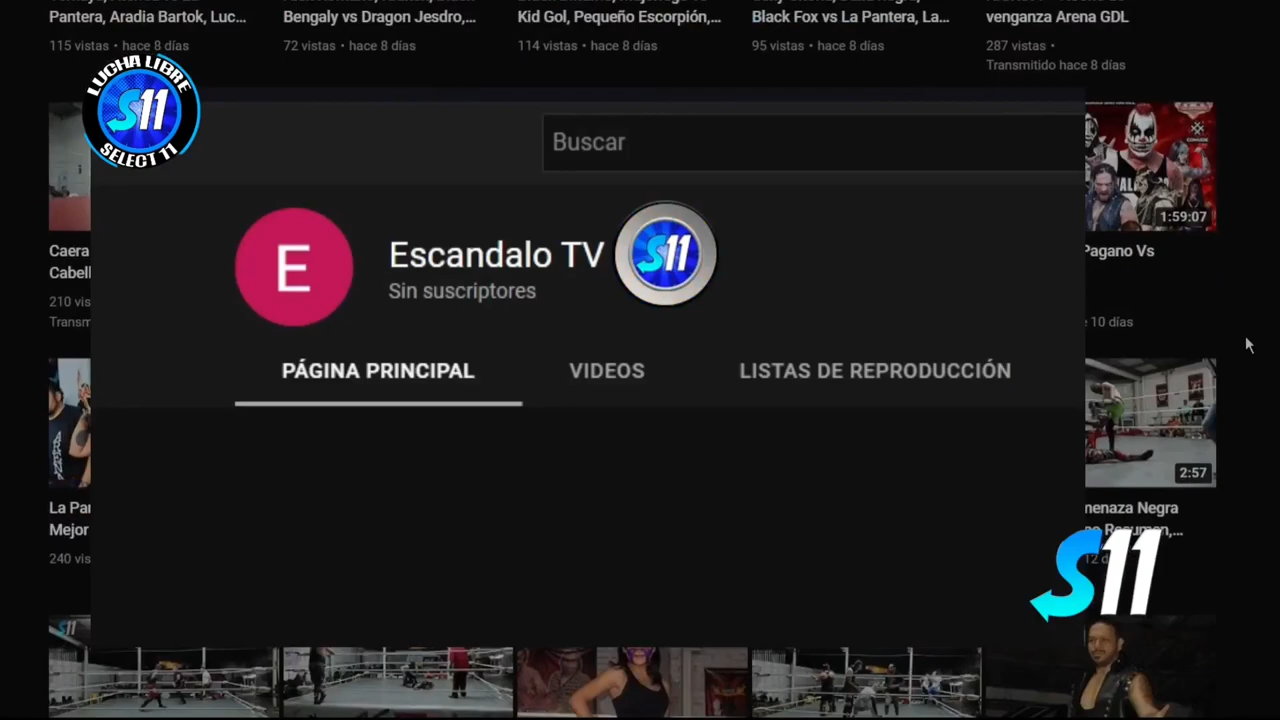 Pantera, Aradia Bartok, Luc...
Bengaly vs Dragon Jesdro,...
Kid Gol, Pequeño Escorpión,...
Black Fox vs La Pantera, La...
venganza Arena GDL
115 vistas • hace 8 días
72 vistas • hace 8 días
114 vistas • hace 8 días
95 vistas • hace 8 días
287 vistas •
Transmitido hace 8 días
LUCHA LIBRE
S11
SELECT 11
Buscar
1:59:07
E
Escandalo TV
S11
Sin suscriptores
Caera
Cabell
210 vis
Transm
Pagano Vs
10 días
PÁGINA PRINCIPAL
VIDEOS
LISTAS DE REPRODUCCIÓN
2:57
La Pa
Mejor
240 vis
menaza Negra
Resumen,...
S11
S11